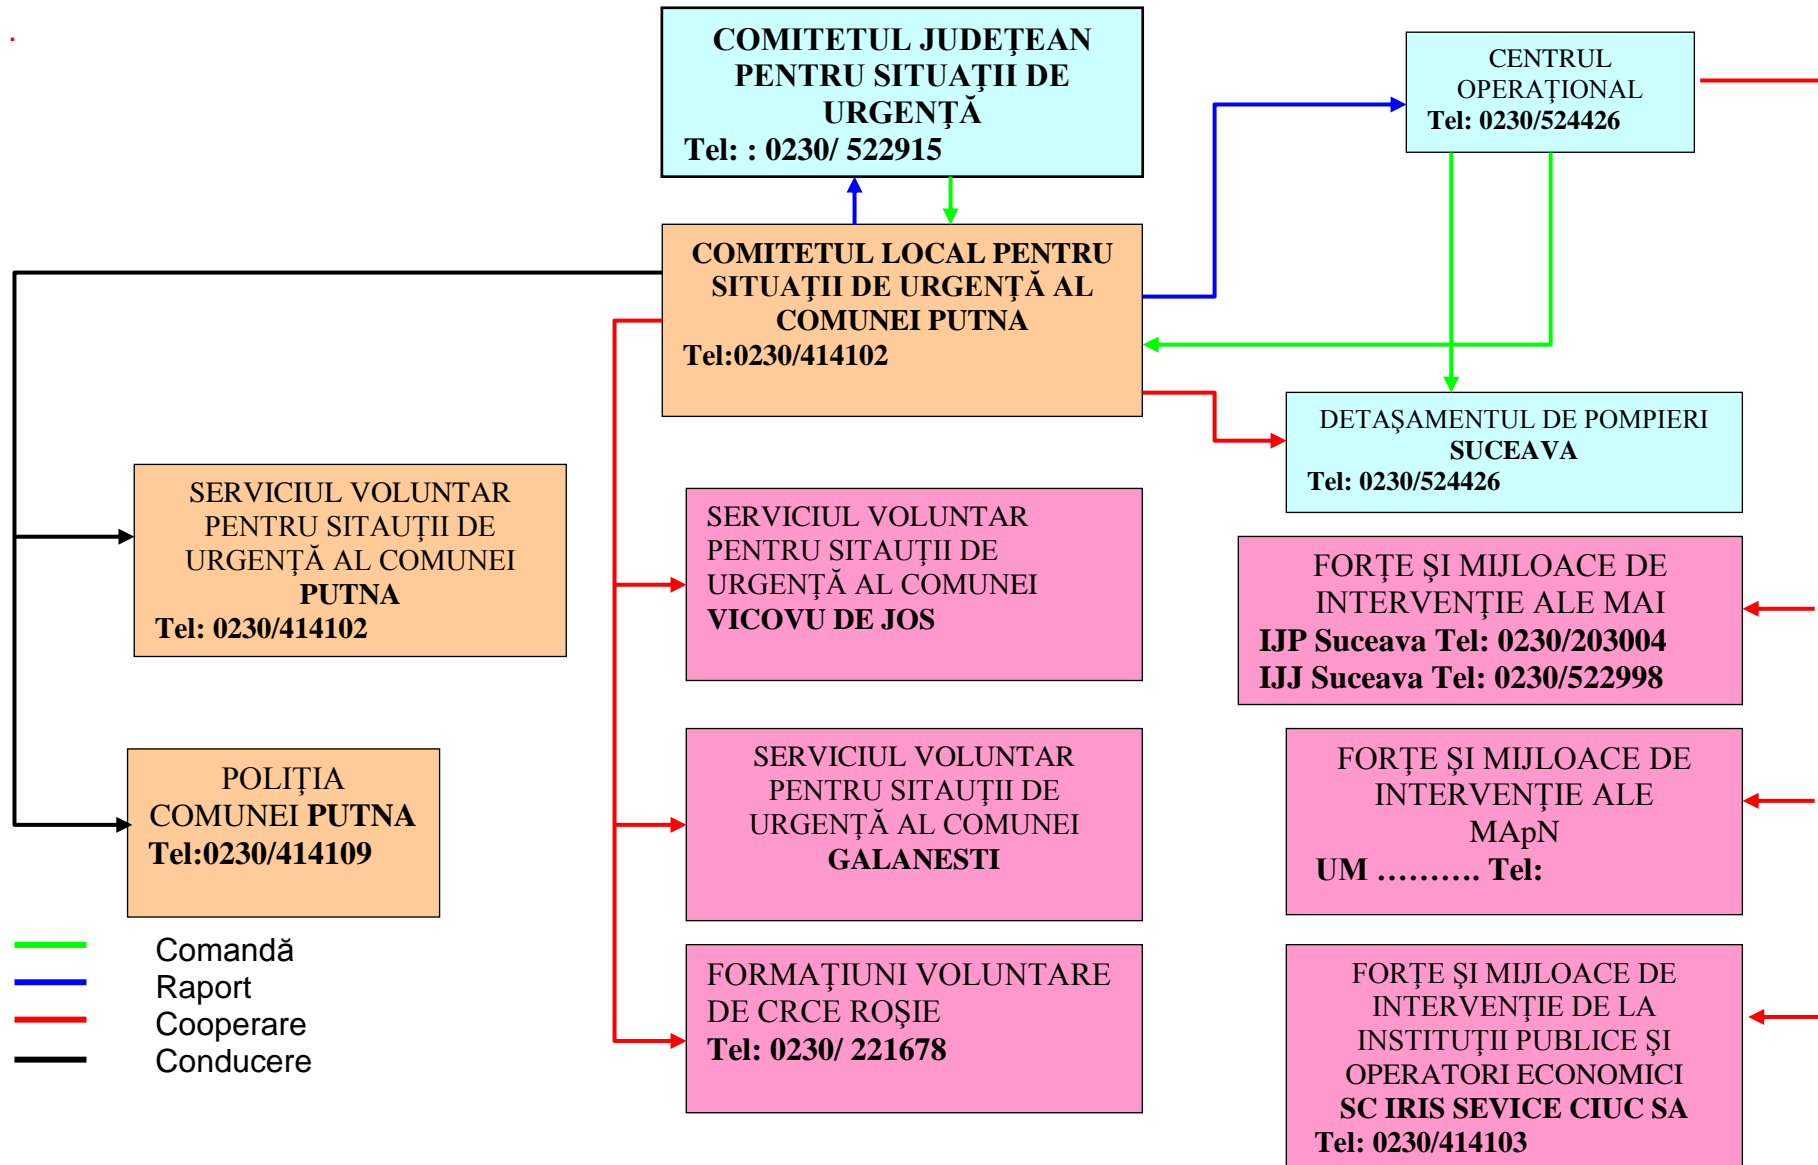 COMITETUL JUDEŢEAN
PENTRU SITUAŢII DE
URGENŢĂ
Tel: : 0230/ 522915
CENTRUL
OPERAŢIONAL
Tel: 0230/524426
COMITETUL LOCAL PENTRU
SITUAŢII DE URGENŢĂ AL
COMUNEI PUTNA
Tel:0230/414102
DETAŞAMENTUL DE POMPIERI
SUCEAVA
Tel: 0230/524426
SERVICIUL VOLUNTAR
PENTRU SITAUŢII DE
URGENŢĂ AL COMUNEI
PUTNA
Tel: 0230/414102
SERVICIUL VOLUNTAR
PENTRU SITAUŢII DE
URGENŢĂ AL COMUNEI
VICOVU DE JOS
FORŢE ŞI MIJLOACE DE
INTERVENŢIE ALE MAI
IJP Suceava Tel: 0230/203004
IJJ Suceava Tel: 0230/522998
POLIŢIA
COMUNEI PUTNA
Tel:0230/414109
SERVICIUL VOLUNTAR
PENTRU SITAUŢII DE
URGENŢĂ AL COMUNEI
GALANESTI
FORŢE ŞI MIJLOACE DE
INTERVENŢIE ALE
MApN
UM ………. Tel:
FORMAŢIUNI VOLUNTARE
DE CRCE ROŞIE
Tel: 0230/ 221678
FORŢE ŞI MIJLOACE DE
INTERVENŢIE DE LA
INSTITUŢII PUBLICE ŞI
OPERATORI ECONOMICI
SC IRIS SEVICE CIUC SA
Tel: 0230/414103
Comandă
Raport
Cooperare
Conducere